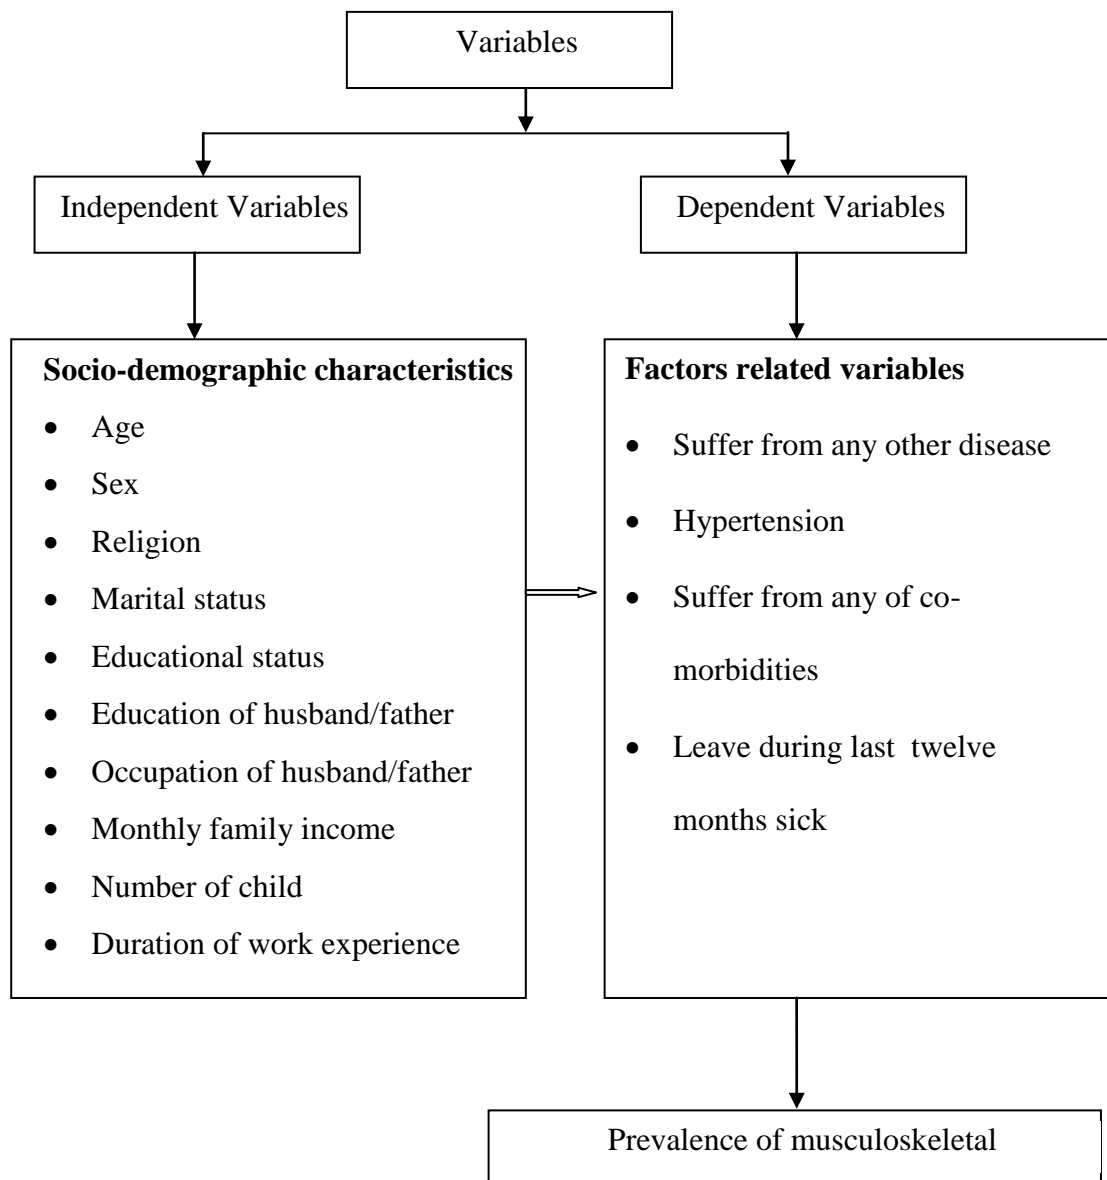 Variables
Independent Variables
Dependent Variables
Socio-demographic characteristics
• Age
• Sex
• Religion
• Marital status
• Educational status
• Education of husband/father
• Occupation of husband/father
• Monthly family income
• Number of child
• Duration of work experience
Factors related variables
• Suffer from any other disease
• Hypertension
• Suffer from any of co-
morbidities
• Leave during last twelve
months sick
Prevalence of musculoskeletal